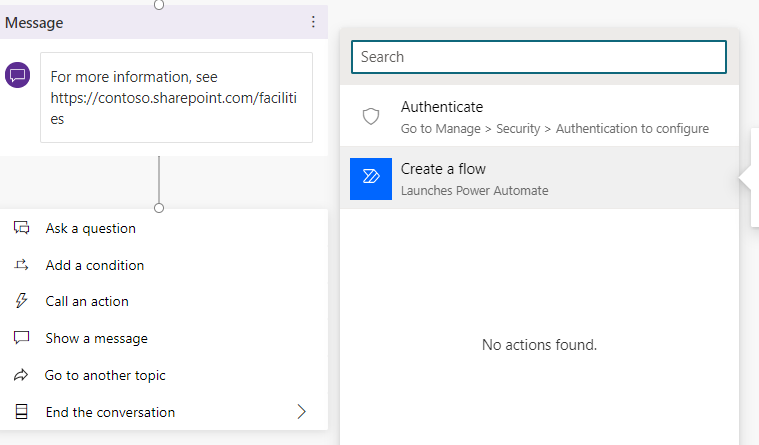 Message
For more information, see
https://contoso.sharepoint.com/faciliti
es
Ask a question
Add a condition
Call an action
Show a message
Go to another topic
End the conversation
Search
Authenticate
Go to Manage > Security > Authentication to configure
Create a flow
Launches Power Automate
No actions found.